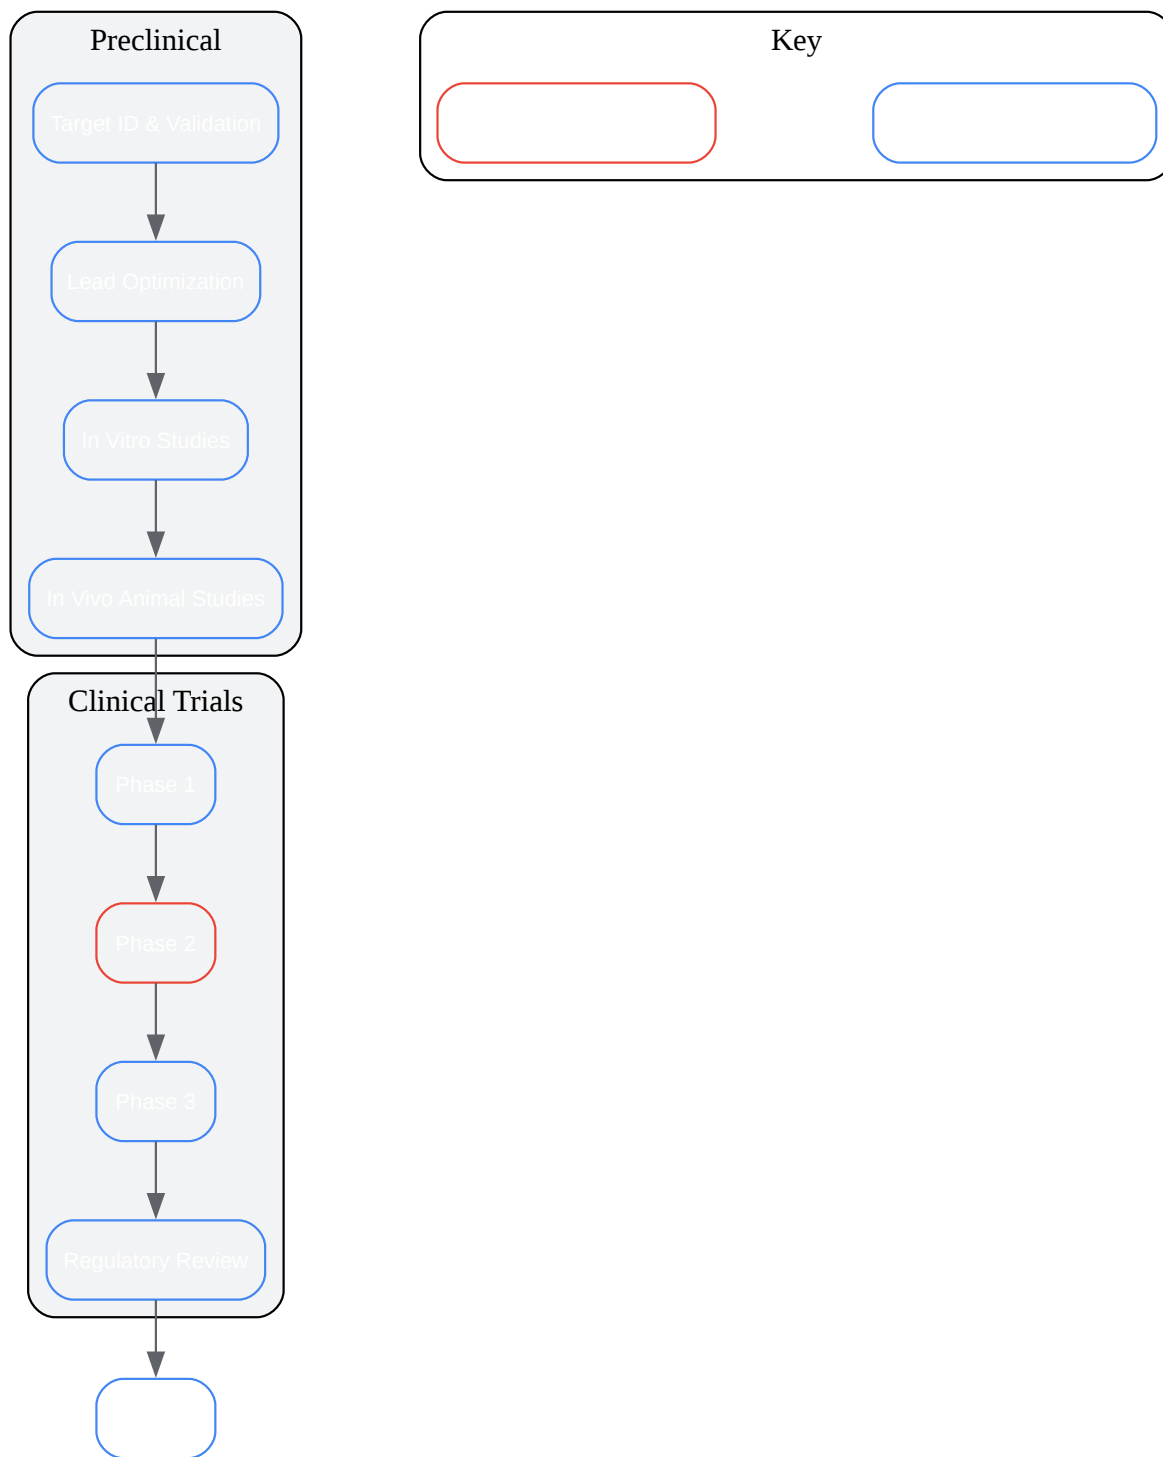 Preclinical
Target ID & Validation
Lead Optimization
In Vitro Studies
In Vivo Animal Studies
Clinical Trials
Phase 1
Phase 2
Phase 3
Regulatory Review
Key